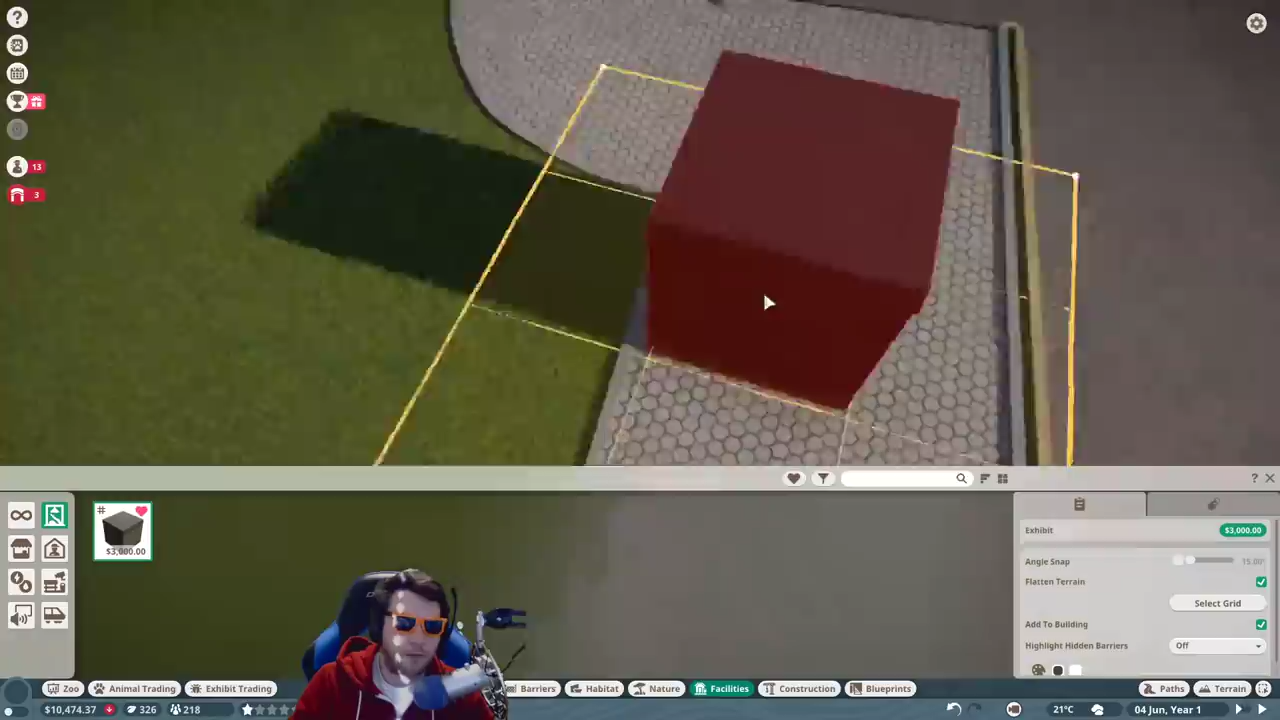 ?
13
3
?
#
$3,000.00
Exhibit $3,000.00
Angle Snap 15.00°
Flatten Terrain
Select Grid
Add To Building
Highlight Hidden Barriers Off
Zoo Animal Trading Exhibit Trading Barriers Habitat Nature Facilities Construction Blueprints Paths Terrain
$10,474.37 326 218 21°C 04 Jun, Year 1